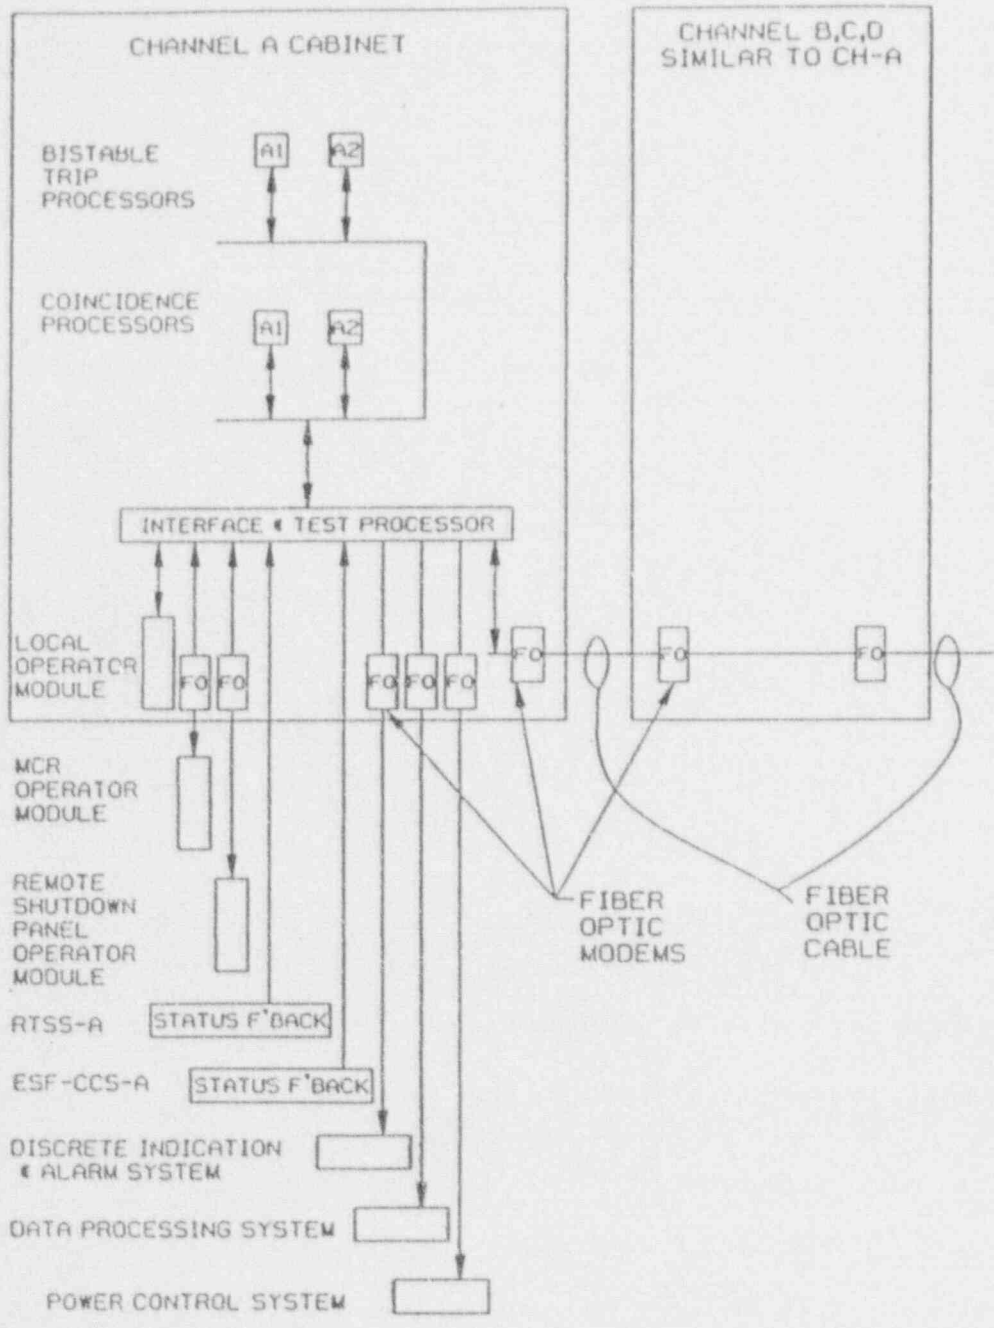 CHANNEL A CABINET
CHANNEL B,C,D
SIMILAR TO CH-A
BISTABLE
TRIP
PROCESSORS
A1
A2
COINCIDENCE
PROCESSORS
A1
A2
INTERFACE & TEST PROCESSOR
LOCAL
OPERATOR
MODULE
FO
FO
FO
FO
FO
FO
FO
FO
MCR
OPERATOR
MODULE
REMOTE
SHUTDOWN
PANEL
OPERATOR
MODULE
FIBER
OPTIC
MODEMS
FIBER
OPTIC
CABLE
RTSS-A
STATUS F'BACK
ESF-CCS-A
STATUS F'BACK
DISCRETE INDICATION
& ALARM SYSTEM
DATA PROCESSING SYSTEM
POWER CONTROL SYSTEM